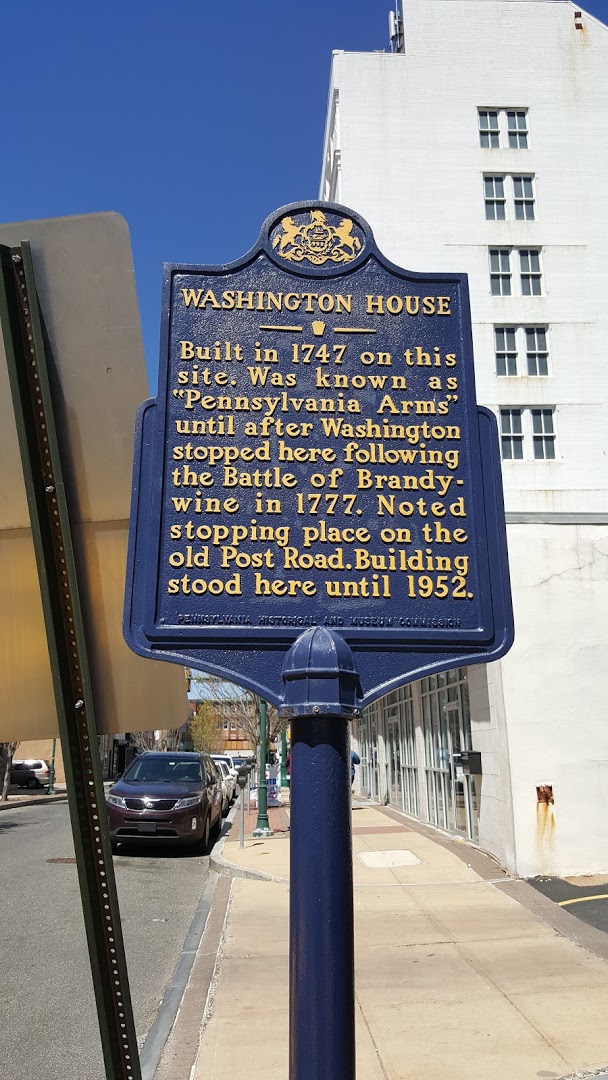 WASHINGTON HOUSE
Built in 1747 on this
site. Was known as
"Pennsylvania Arms"
until after Washington
stopped here following
the Battle of Brandy-
wine in 1777. Noted
stopping place on the
old Post Road. Building
stood here until 1952.
PENNSYLVANIA HISTORICAL AND MUSEUM COMMISSION